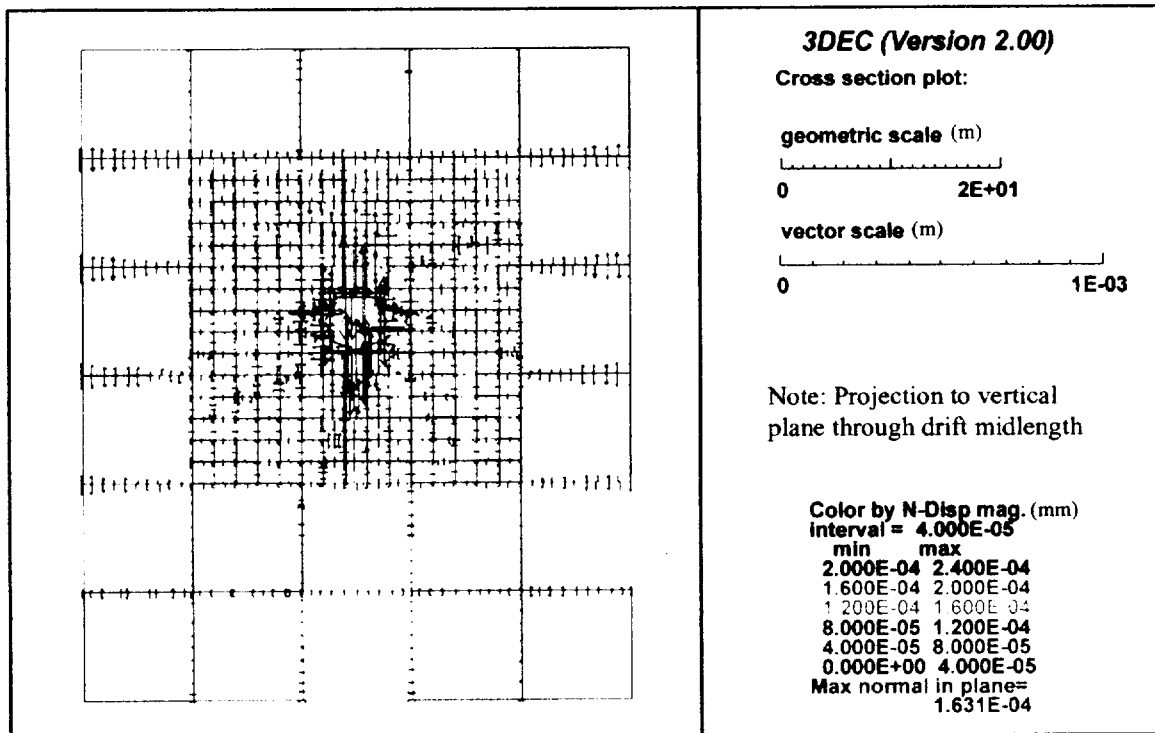 3DEC (Version 2.00)
Cross section plot:
geometric scale (m)
0 2E+01
vector scale (m)
0 1E-03
Note: Projection to vertical
plane through drift midlength
Color by N-Disp mag. (mm)
interval = 4.000E-05
min max
2.000E-04 2.400E-04
1.600E-04 2.000E-04
1.200E-04 1.600E-04
8.000E-05 1.200E-04
4.000E-05 8.000E-05
0.000E+00 4.000E-05
Max normal in plane=
1.631E-04